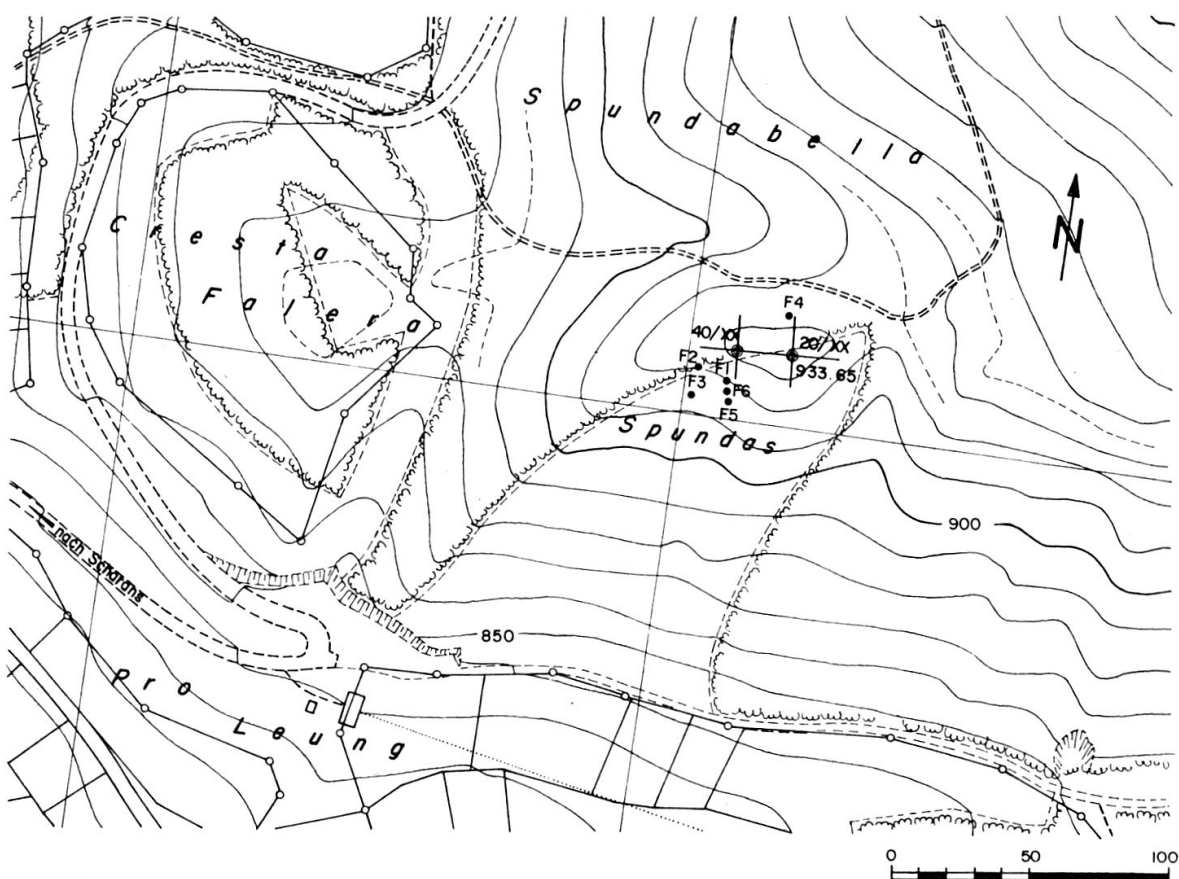 Spundabella
Cresta
Falera
N
F4
40/XX
20/XX
933.65
F2
F1
F3
F6
F5
Spundas
900
nach Scharans
850
pro
Leung
0 50 100